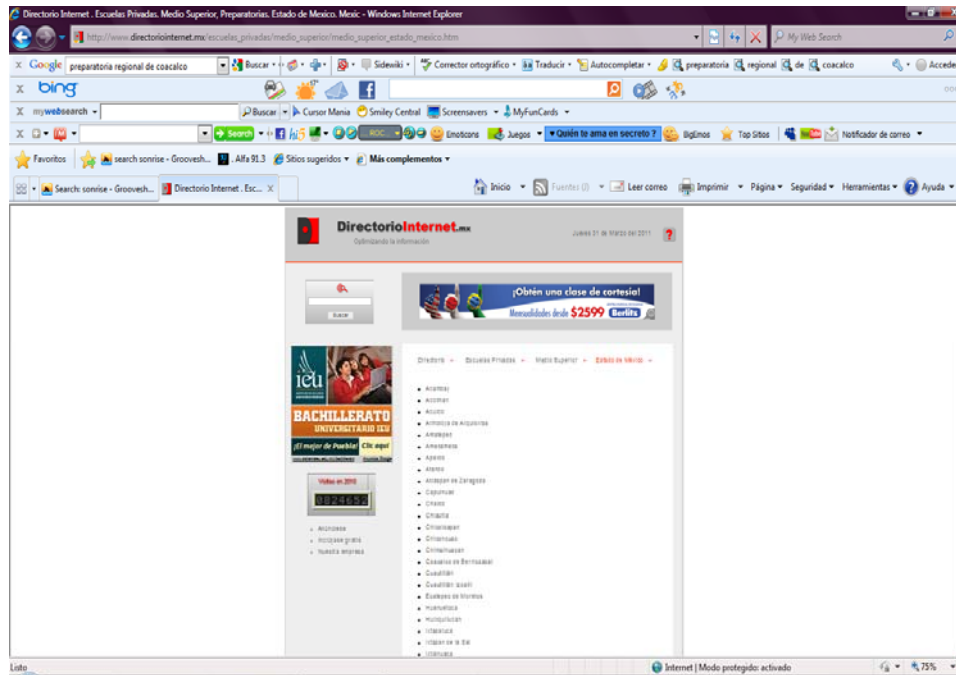 Directorio Internet . Escuelas Privadas. Medio Superior, Preparatorias. Estado de Mexico. Mexic - Windows Internet Explorer
http://www.directoriointernet.mx/escuelas_privadas/medio_superior/medio_superior_estado_mexico.htm
My Web Search
x Google preparatoria regional de coacalco Buscar Sidewiki Corrector ortográfico Traducir Autocompletar preparatoria regional de coacalco Accede
x bing
X mywebsearch Buscar Cursor Mania Smiley Central Screensavers MyFunCards
X Search hi5 ROC Emoticons Juegos Quién te ama en secreto ? BigEmos Top Sitios Notificador de correo
Favoritos search sonrise - Groovesh... . Alfa 91.3 Sitios sugeridos Más complementos
Search: sonrise - Groovesh... Directorio Internet . Esc... X Inicio Fuentes (J) Leer correo Imprimir Página Seguridad Herramientas Ayuda
DirectorioInternet.mx
Optimizando la información
Jueves 31 de Marzo del 2011
?
Buscar
¡Obtén una clase de cortesía!
Mensualidades desde $2599 Berlitz
ieu
BACHILLERATO
UNIVERSITARIO IEU
¡El mejor de Puebla! Clic aquí
Directorio Escuelas Privadas Medio Superior Estado de México
Acambay
Acolman
Aculco
Almoloya de Alquisiras
Amatepec
Amecameca
Apaxco
Atenco
Atizapan de Zaragoza
Capulhuac
Chalco
Chiautla
Chicoloapan
Chiconcuac
Chimalhuacan
Coacalco de Berriozabal
Cuautitlán
Cuautitlán Izcalli
Ecatepec de Morelos
Huehuetoca
Huixquilucan
Ixtapaluca
Ixtapan de la Sal
Ixtlahuaca
Visitas en 2010
0824652
Anúnciese
Inclúyase gratis
Nuestra empresa
Listo
Internet | Modo protegido: activado
75%